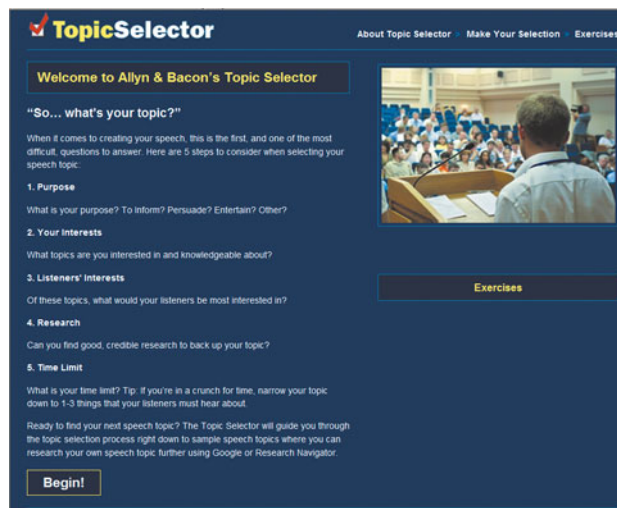 TopicSelector
About Topic Selector Make Your Selection Exercises
Welcome to Allyn & Bacon's Topic Selector
“So... what's your topic?”
When it comes to creating your speech, this is the first, and one of the most
difficult, questions to answer. Here are 5 steps to consider when selecting your
speech topic:
1. Purpose
What is your purpose? To Inform? Persuade? Entertain? Other?
2. Your Interests
What topics are you interested in and knowledgeable about?
3. Listeners' Interests
Of these topics, what would your listeners be most interested in?
4. Research
Can you find good, credible research to back up your topic?
5. Time Limit
What is your time limit? Tip: If you're in a crunch for time, narrow your topic
down to 1-3 things that your listeners must hear about.
Ready to find your next speech topic? The Topic Selector will guide you through
the topic selection process right down to sample speech topics where you can
research your own speech topic further using Google or Research Navigator.
Begin!
Exercises